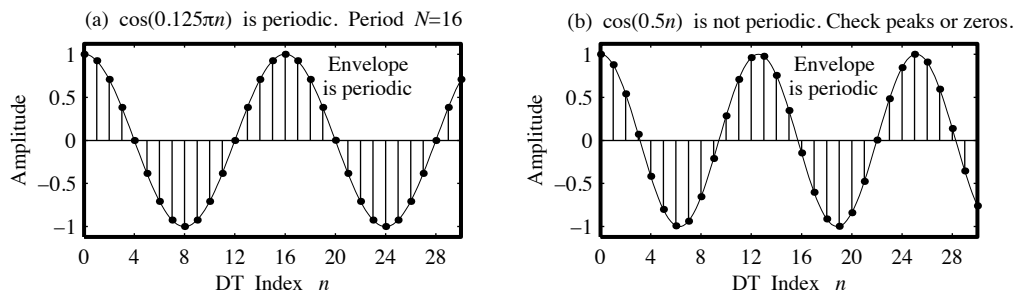 (a) cos(0.125πn) is periodic. Period N=16
1
0.5
0
−0.5
−1
Amplitude
Envelope
is periodic
0 4 8 12 16 20 24 28
DT Index n
(b) cos(0.5n) is not periodic. Check peaks or zeros.
1
0.5
0
−0.5
−1
Amplitude
Envelope
is periodic
0 4 8 12 16 20 24 28
DT Index n